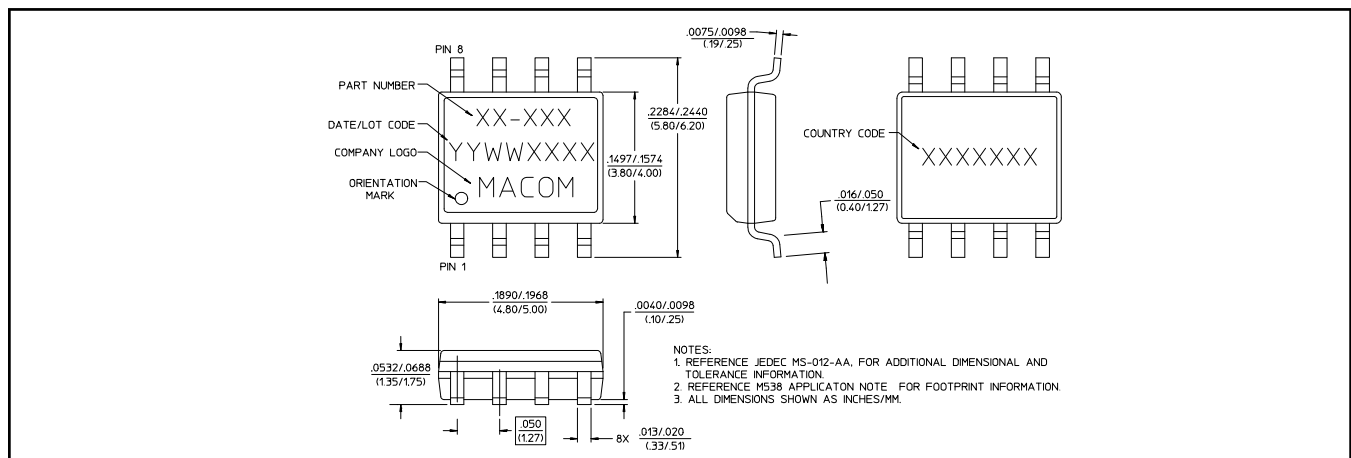 PIN 8
PART NUMBER
XX-XXX
DATE/LOT CODE
YYWWXXXX
COMPANY LOGO
MACOM
ORIENTATION
MARK
PIN 1
.2284/.2440
(5.80/6.20)
.1497/.1574
(3.80/4.00)
.0075/.0098
(.19/.25)
COUNTRY CODE
XXXXXXX
.016/.050
(0.40/1.27)
.1890/.1968
(4.80/5.00)
.0040/.0098
(.10/.25)
.0532/.0688
(1.35/1.75)
.050
(1.27)
8X .013/.020
(.33/.51)
NOTES:
1. REFERENCE JEDEC MS-012-AA, FOR ADDITIONAL DIMENSIONAL AND
TOLERANCE INFORMATION.
2. REFERENCE M538 APPLICATON NOTE FOR FOOTPRINT INFORMATION.
3. ALL DIMENSIONS SHOWN AS INCHES/MM.